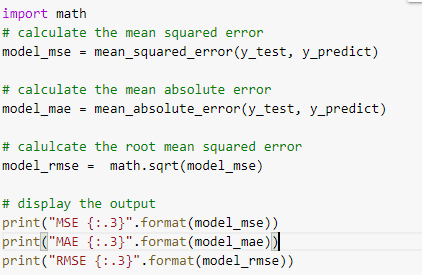 import math
# calculate the mean squared error
model_mse = mean_squared_error(y_test, y_predict)
# calculate the mean absolute error
model_mae = mean_absolute_error(y_test, y_predict)
# calulcate the root mean squared error
model_rmse =  math.sqrt(model_mse)
# display the output
print("MSE {:.3}".format(model_mse))
print("MAE {:.3}".format(model_mae))
print("RMSE {:.3}".format(model_rmse))